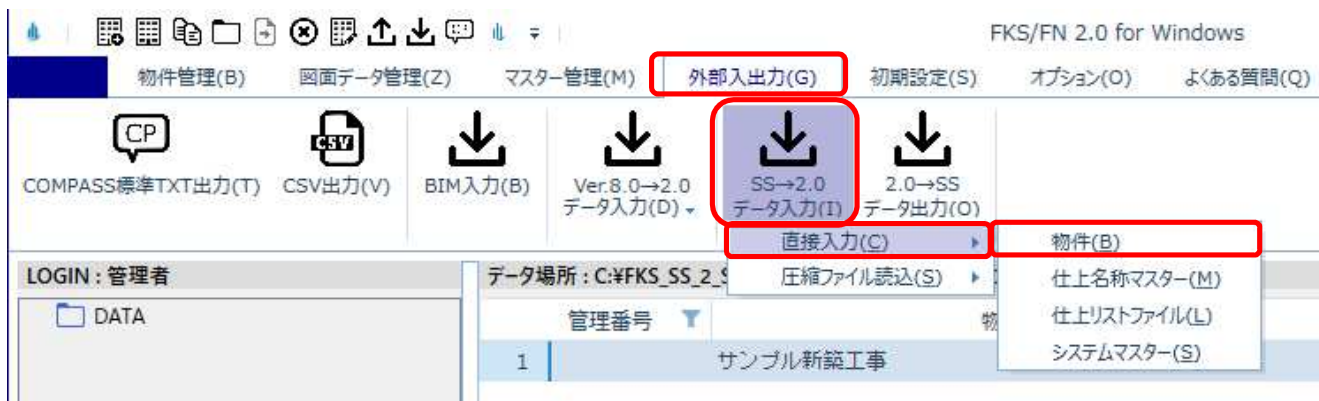 FKS/FN 2.0 for Windows
物件管理(B) 図面データ管理(Z) マスター管理(M) 外部入出力(G) 初期設定(S) オプション(O) よくある質問(Q)
CP
CSV
COMPASS標準TXT出力(T) CSV出力(V) BIM入力(B) Ver.8.0→2.0 SS→2.0 2.0→SS
データ入力(D) データ入力(I) データ出力(O)
直接入力(C) 物件(B)
LOGIN : 管理者 データ場所 : C:¥FKS_SS_2_ 圧縮ファイル読込(S) 仕上名称マスター(M)
DATA 管理番号 物 仕上リストファイル(L)
1 サンプル新築工事 システムマスター(S)